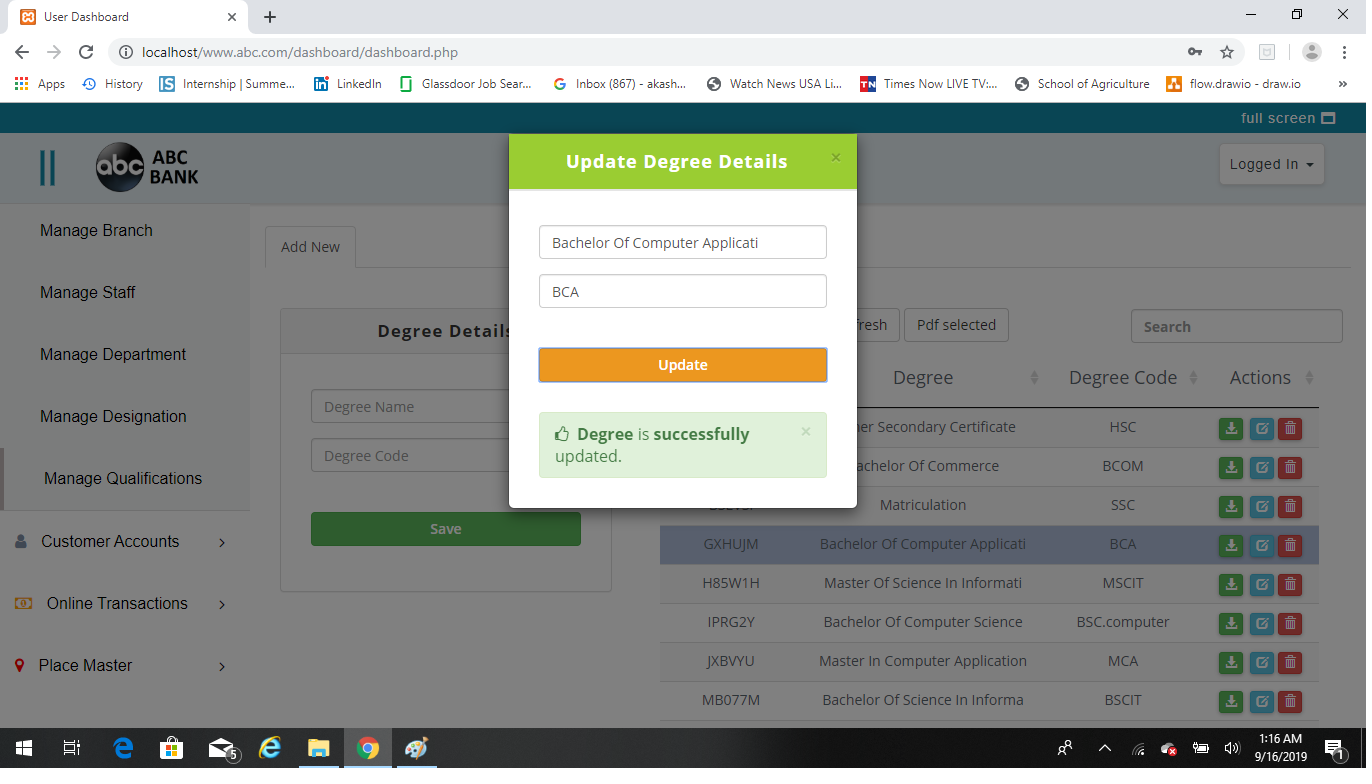 User Dashboard
localhost/www.abc.com/dashboard/dashboard.php
Apps History Internship | Summe... LinkedIn Glassdoor Job Sear... Inbox (867) - akash... Watch News USA Li... Times Now LIVE TV:... School of Agriculture flow.drawio - draw.io
full screen
abc ABC
BANK
Logged In
Manage Branch
Manage Staff
Manage Department
Manage Designation
Manage Qualifications
Customer Accounts
Online Transactions
Place Master
Add New
Degree Details
Degree Name
Degree Code
Save
Update Degree Details
Bachelor Of Computer Applicati
BCA
Update
Degree is successfully
updated.
Pdf selected
Search
Degree Degree Code Actions
Secondary Certificate HSC
Of Commerce BCOM
Matriculation SSC
GXHUJM Bachelor Of Computer Applicati BCA
H85W1H Master Of Science In Informati MSCIT
IPRG2Y Bachelor Of Computer Science BSC.computer
JXBVYU Master In Computer Application MCA
MB077M Bachelor Of Science In Informa BSCIT
5
1:16 AM
9/16/2019
1